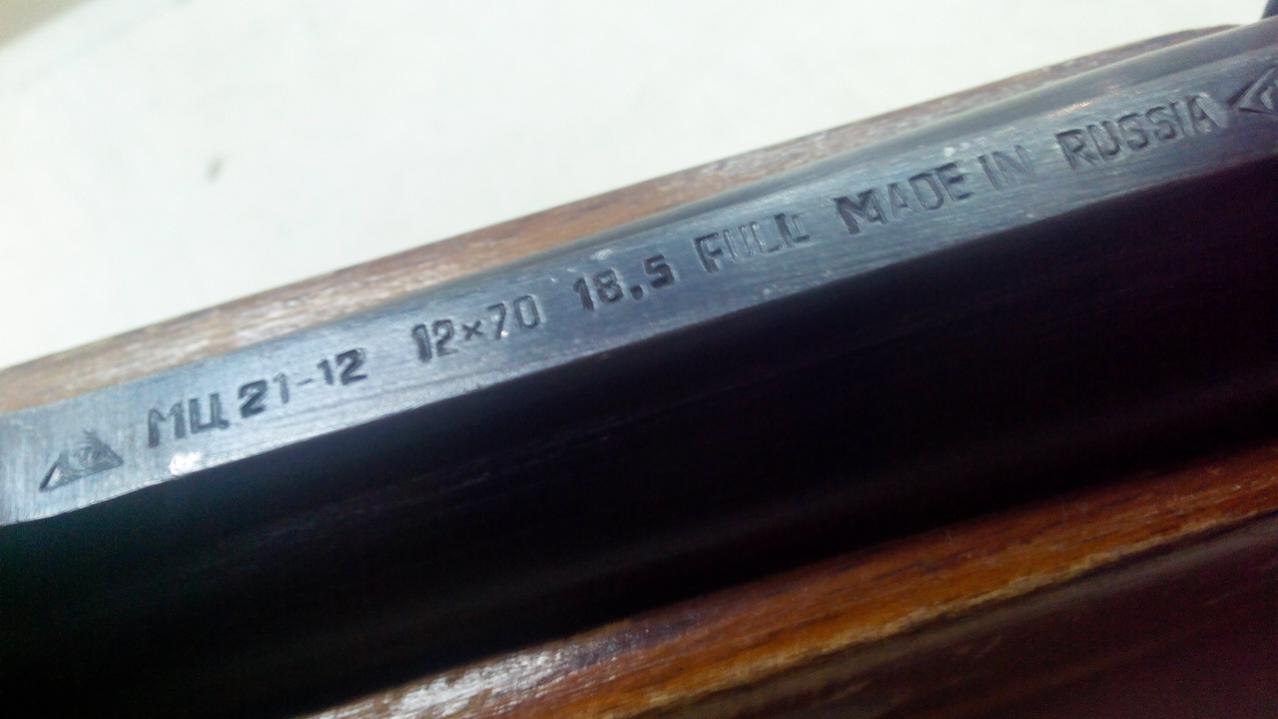 МЦ 21-12 12×70 18,5 FULL MADE IN RUSSIA